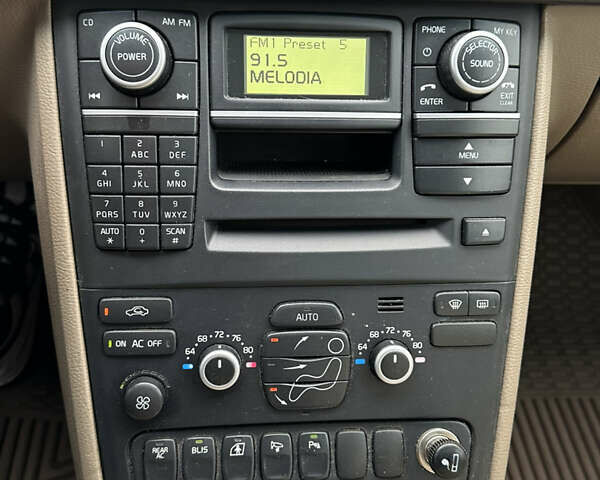 CD
AM FM
VOLUME
POWER
FM1 Preset 5
91.5
MELODIA
PHONE
MY KEY
SELECTOR
SOUND
ENTER
EXIT
CLEAR
MENU
1
2
ABC
3
DEF
4
GHI
5
JKL
6
MNO
7
PQRS
8
TUV
9
WXYZ
AUTO
*
0
+
SCAN
#
AUTO
ON AC OFF
64 68 72 76 80
64 68 72 76 80
REAR
AC
BLIS